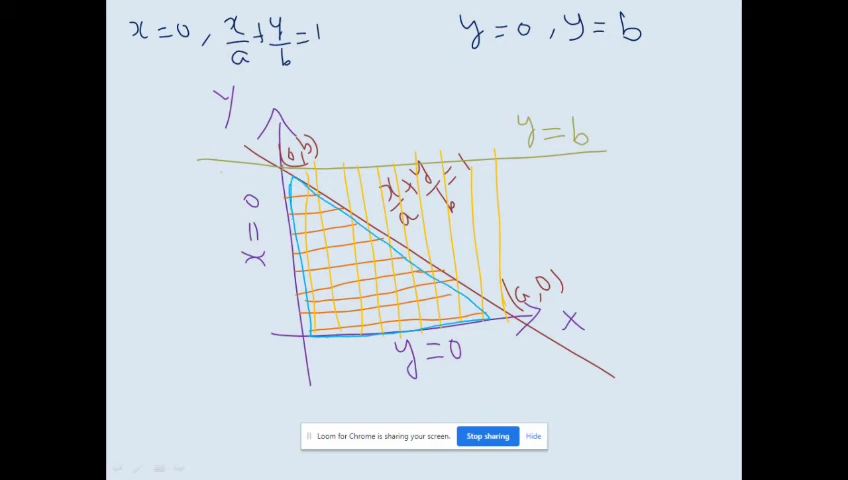 x=0, x/a+y/b=1
y=0, y=b
Y
y=b
(0,b)
x/a+y/b=1
x=0
(a,0)
X
y=0
Loom for Chrome is sharing your screen. Stop sharing Hide